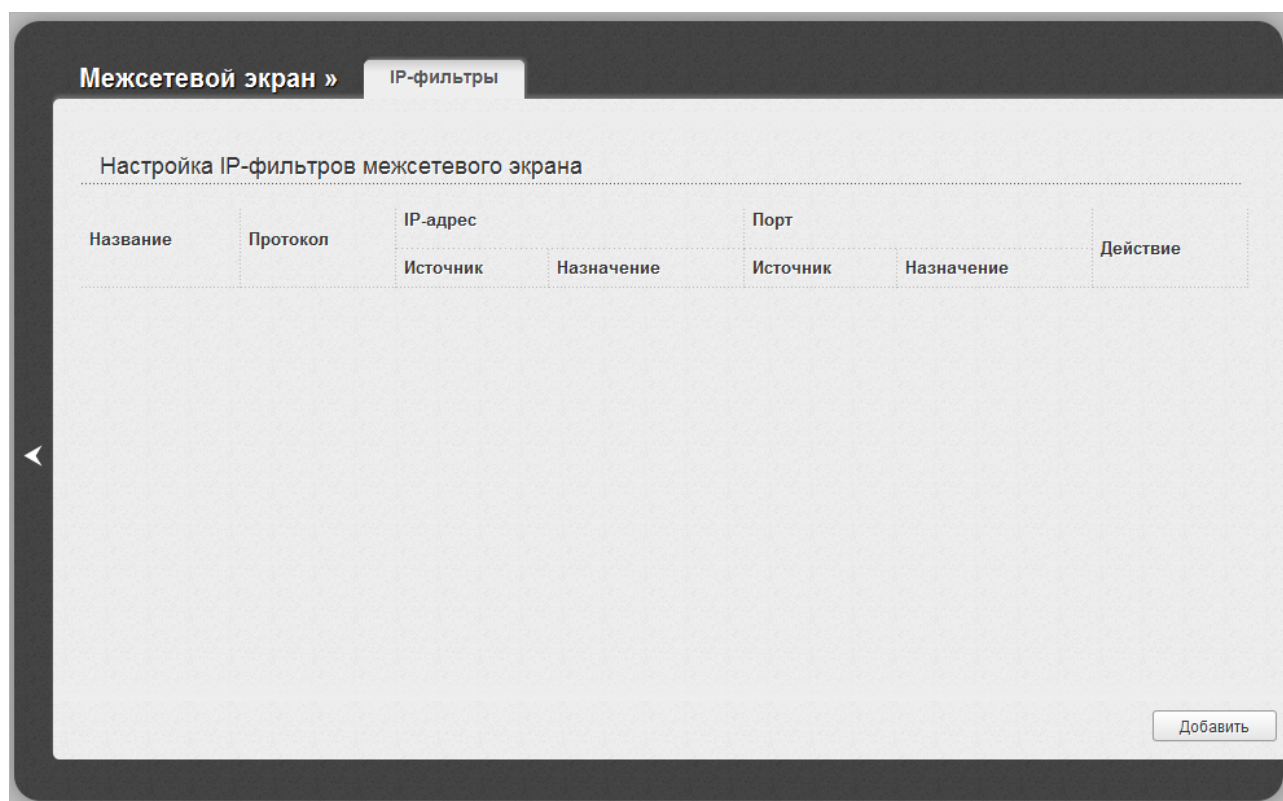 Межсетевой экран » IP-фильтры
Настройка IP-фильтров межсетевого экрана
Название Протокол IP-адрес Порт Действие
Источник Назначение Источник Назначение
Добавить